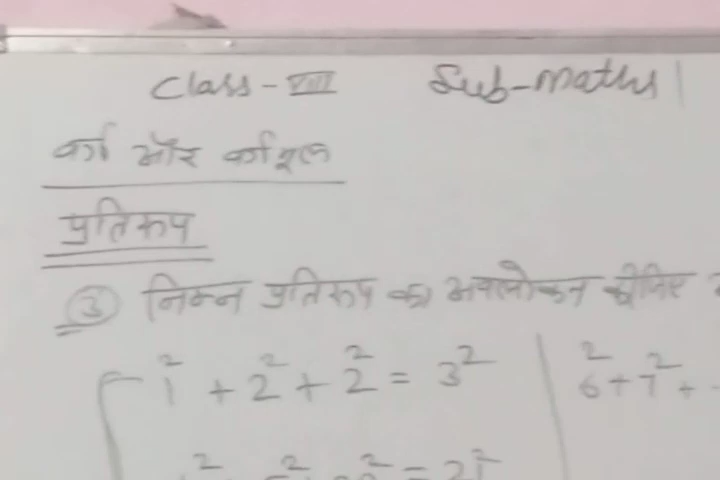 Class-VIII Sub-maths
वर्ग और वर्गमूल
प्रतिरूप
③ निम्न प्रतिरूप का अवलोकन कीजिए
1² + 2² + 2² = 3² 6² + 7² +